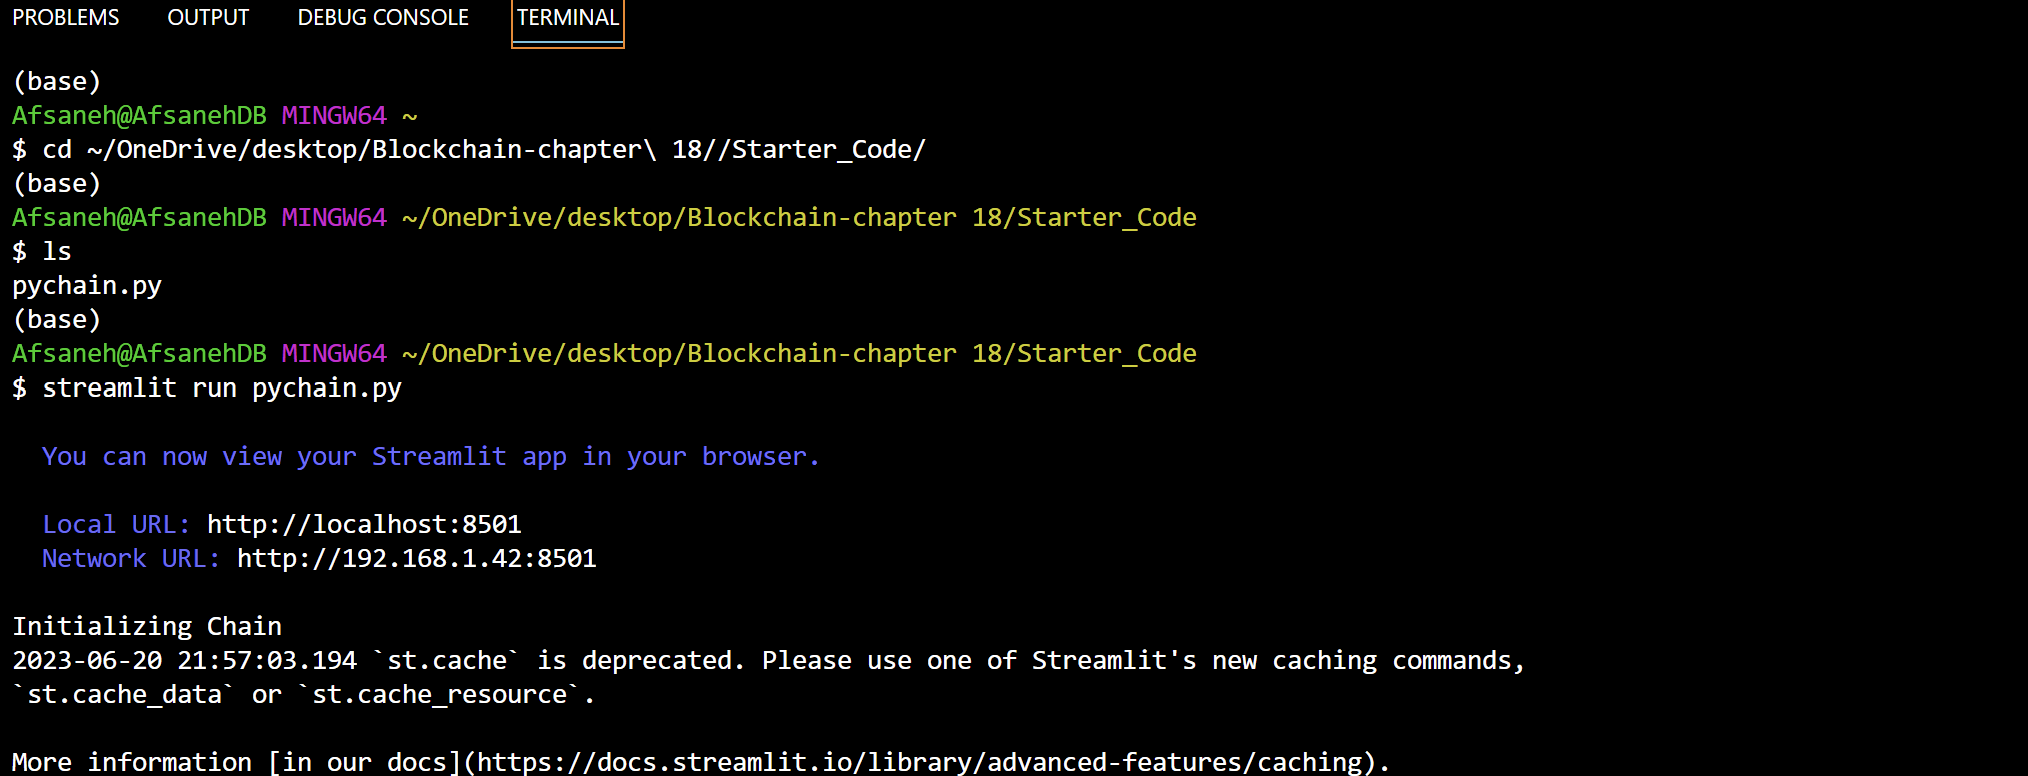 PROBLEMS OUTPUT DEBUG CONSOLE TERMINAL
(base)
Afsaneh@AfsanehDB MINGW64 ~
$ cd ~/OneDrive/desktop/Blockchain-chapter\ 18//Starter_Code/
(base)
Afsaneh@AfsanehDB MINGW64 ~/OneDrive/desktop/Blockchain-chapter 18/Starter_Code
$ ls
pychain.py
(base)
Afsaneh@AfsanehDB MINGW64 ~/OneDrive/desktop/Blockchain-chapter 18/Starter_Code
$ streamlit run pychain.py
You can now view your Streamlit app in your browser.
Local URL: http://localhost:8501
Network URL: http://192.168.1.42:8501
Initializing Chain
2023-06-20 21:57:03.194 `st.cache` is deprecated. Please use one of Streamlit's new caching commands,
`st.cache_data` or `st.cache_resource`.
More information [in our docs](https://docs.streamlit.io/library/advanced-features/caching).